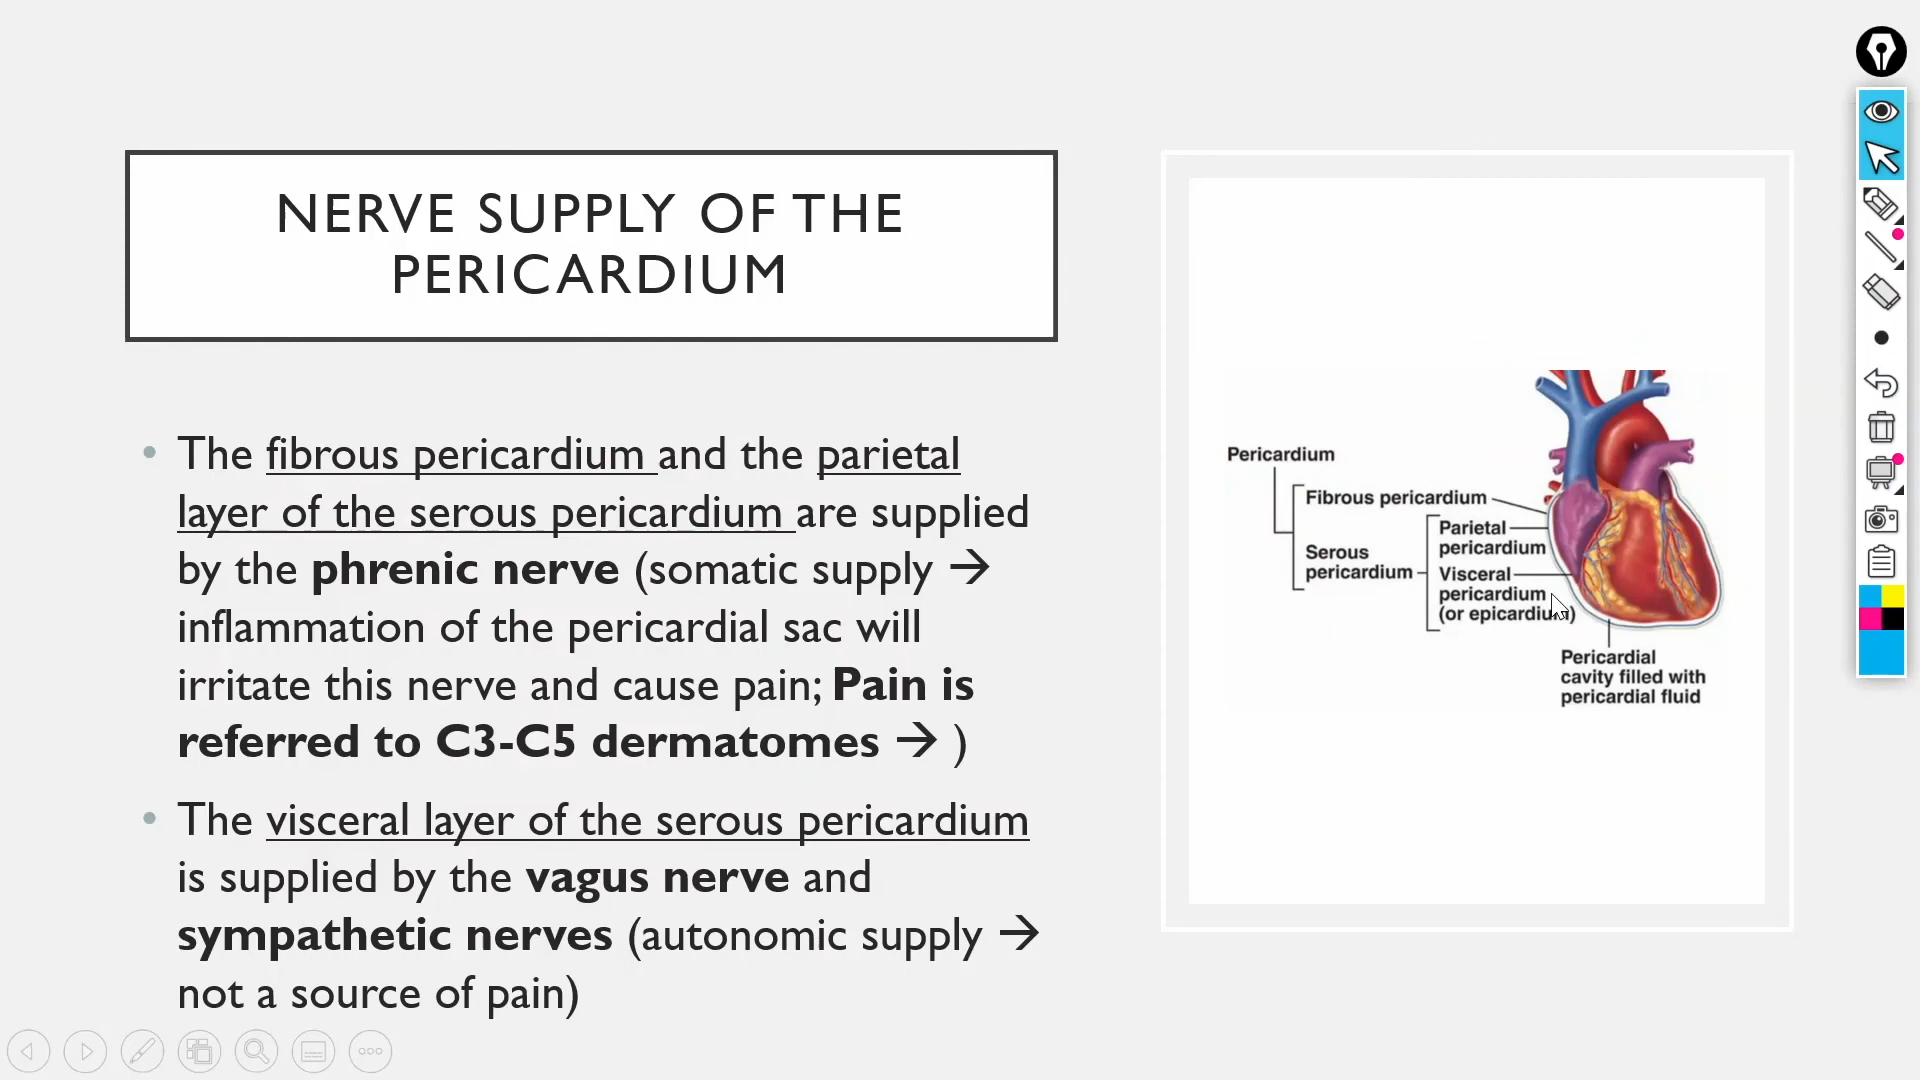 NERVE SUPPLY OF THE
PERICARDIUM
• The fibrous pericardium and the parietal
layer of the serous pericardium are supplied
by the phrenic nerve (somatic supply →
inflammation of the pericardial sac will
irritate this nerve and cause pain; Pain is
referred to C3-C5 dermatomes → )
• The visceral layer of the serous pericardium
is supplied by the vagus nerve and
sympathetic nerves (autonomic supply →
not a source of pain)
Pericardium
Fibrous pericardium
Serous
pericardium
Parietal
pericardium
Visceral
pericardium
(or epicardium)
Pericardial
cavity filled with
pericardial fluid